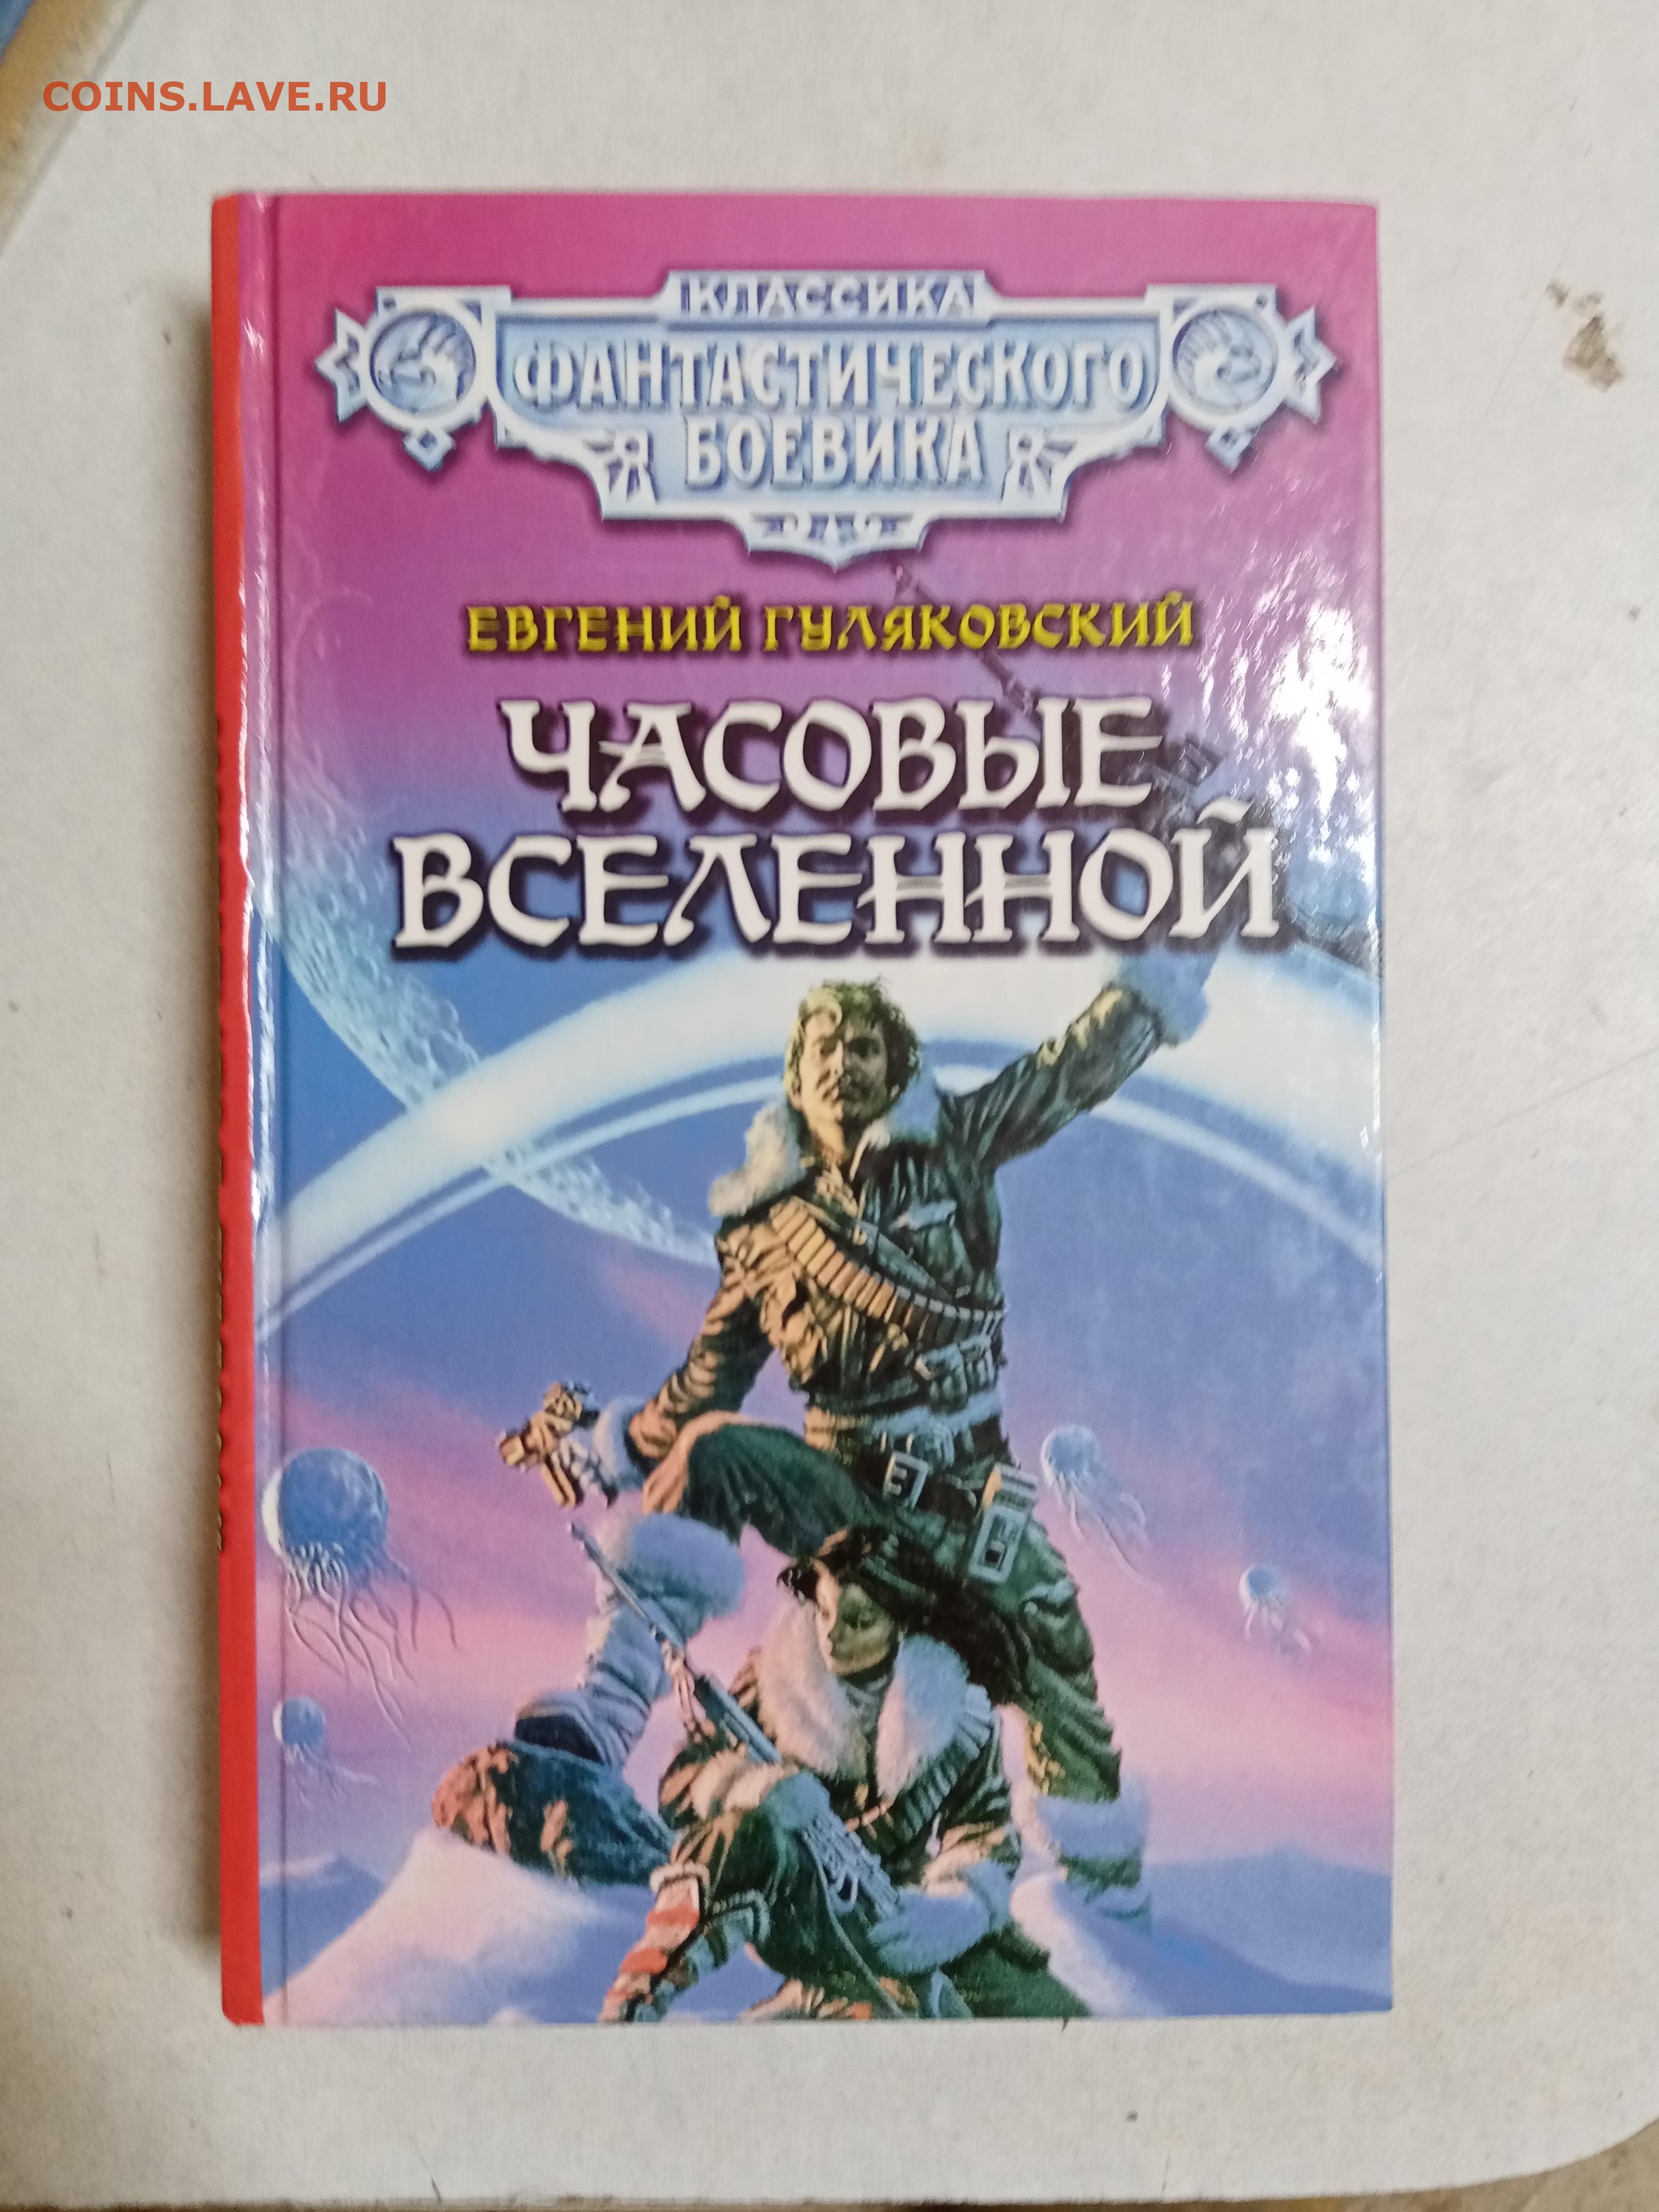 COINS.LAVE.RU
КЛАССИКА
ФАНТАСТИЧЕСКОГО
БОЕВИКА
ЕВГЕНИЙ ГУЛЯКОВСКИЙ
ЧАСОВЫЕ
ВСЕЛЕННОЙ